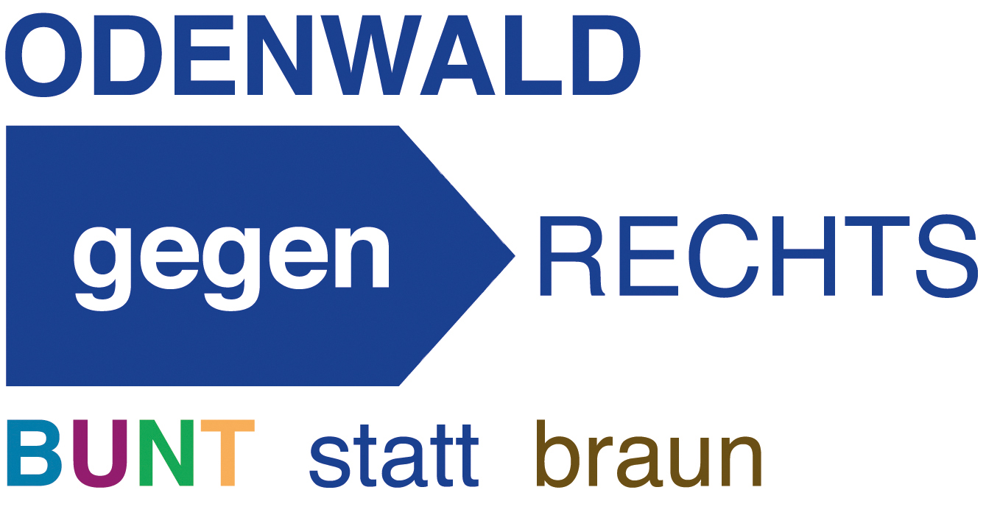 ODENWALD
gegen RECHTS
BUNT statt braun